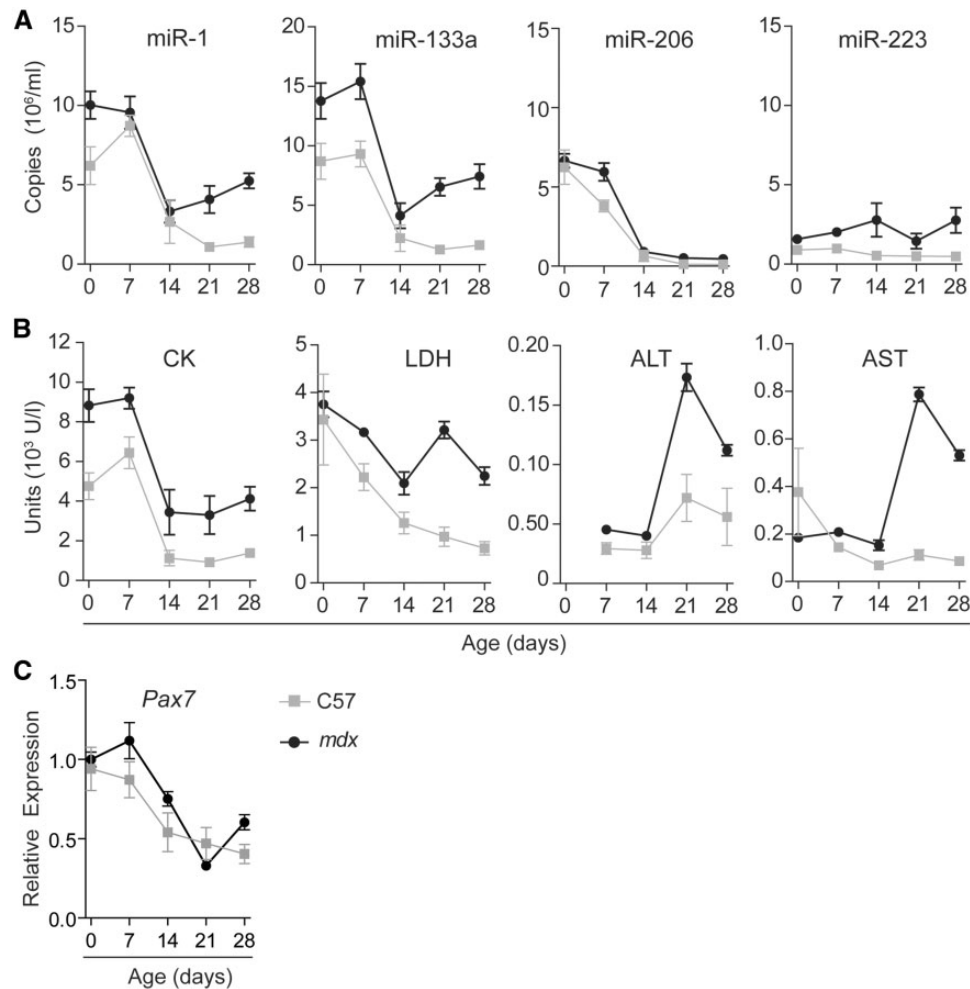 A
miR-1
miR-133a
miR-206
miR-223
Copies (10⁶/ml)
15
10
5
0
20
15
10
5
0
15
10
5
0
15
10
5
0
0 7 14 21 28
0 7 14 21 28
0 7 14 21 28
0 7 14 21 28
B
CK
LDH
ALT
AST
Units (10³ U/l)
12
10
8
6
4
2
0
5
4
3
2
1
0
0.20
0.15
0.10
0.50
0
1.0
0.8
0.6
0.4
0.2
0
0 7 14 21 28
0 7 14 21 28
0 7 14 21 28
0 7 14 21 28
Age (days)
C
Pax7
Relative Expression
1.5
1.0
0.5
0.0
0 7 14 21 28
Age (days)
C57
mdx